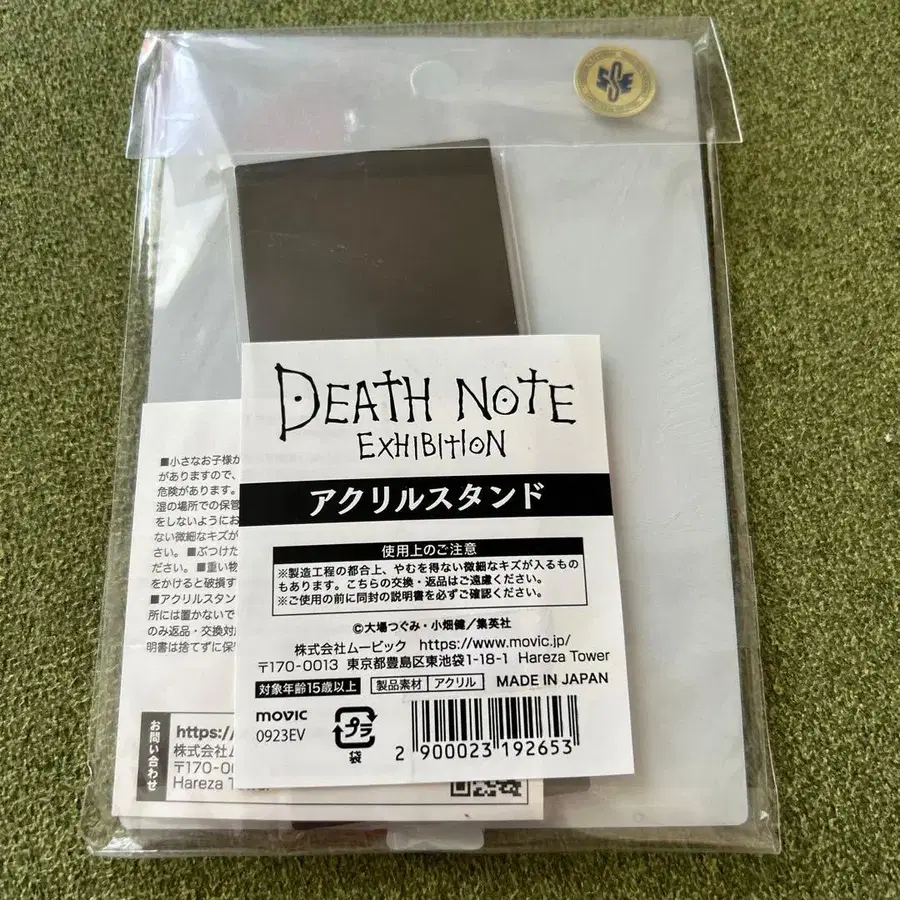 DEATH NOTE
EXHIBITION
アクリルスタンド
使用上のご注意
※製造工程の都合上、やむを得ない微細なキズが入るもの
もあります。こちらの交換・返品はご遠慮ください。
※ご使用の前に同封の説明書を必ずご確認ください。
©大場つぐみ・小畑健／集英社
株式会社ムービック https://www.movic.jp/
〒170-0013 東京都豊島区東池袋1-18-1 Hareza Tower
対象年齢15歳以上 製品素材 アクリル MADE IN JAPAN
movic
0923EV
プラ
袋
2 900023 192653
■小さなお子様が
がありますので、
危険があります。
湿の場所での保管
をしないようにお
ない微細なキズが
さい。■ぶつけた
ださい。■重い物
をかけると破損す
■アクリルスタン
所には置かないで
のみ返品・交換対
明書は捨てずに保
お問い合わせ
https:/
株式会社ム
〒170-0
Hareza Tower
SSE